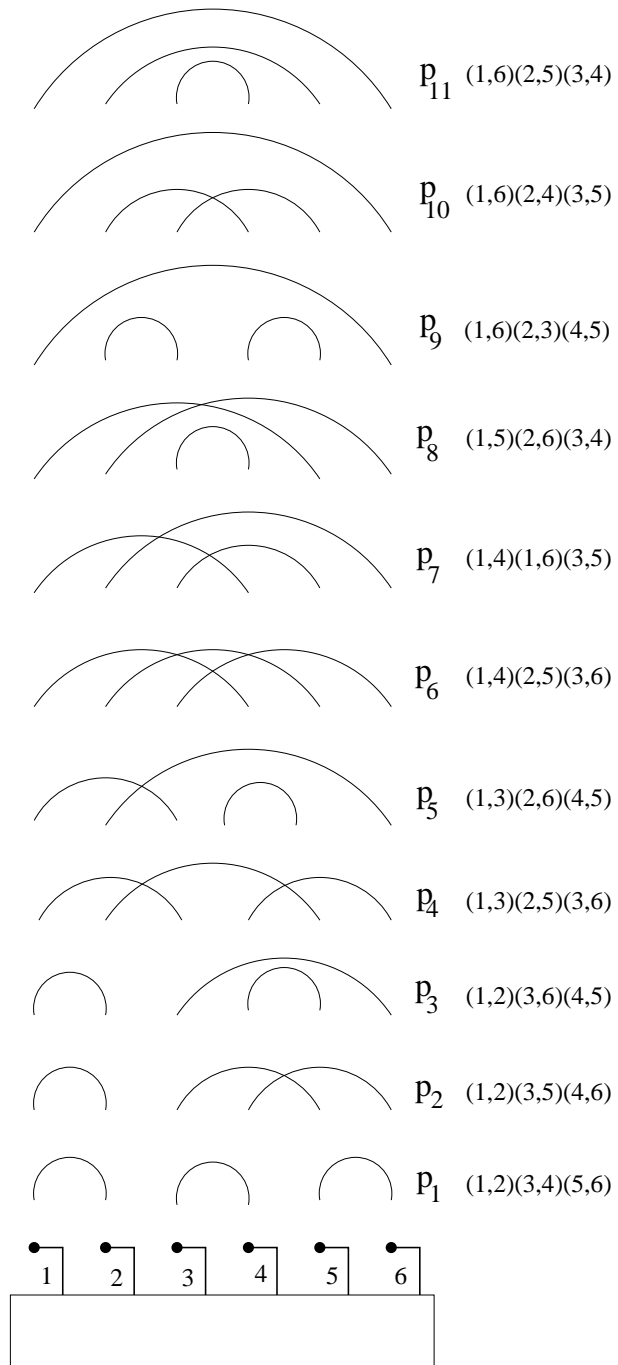 p11 (1,6)(2,5)(3,4)
p10 (1,6)(2,4)(3,5)
p9 (1,6)(2,3)(4,5)
p8 (1,5)(2,6)(3,4)
p7 (1,4)(1,6)(3,5)
p6 (1,4)(2,5)(3,6)
p5 (1,3)(2,6)(4,5)
p4 (1,3)(2,5)(3,6)
p3 (1,2)(3,6)(4,5)
p2 (1,2)(3,5)(4,6)
p1 (1,2)(3,4)(5,6)
1 2 3 4 5 6